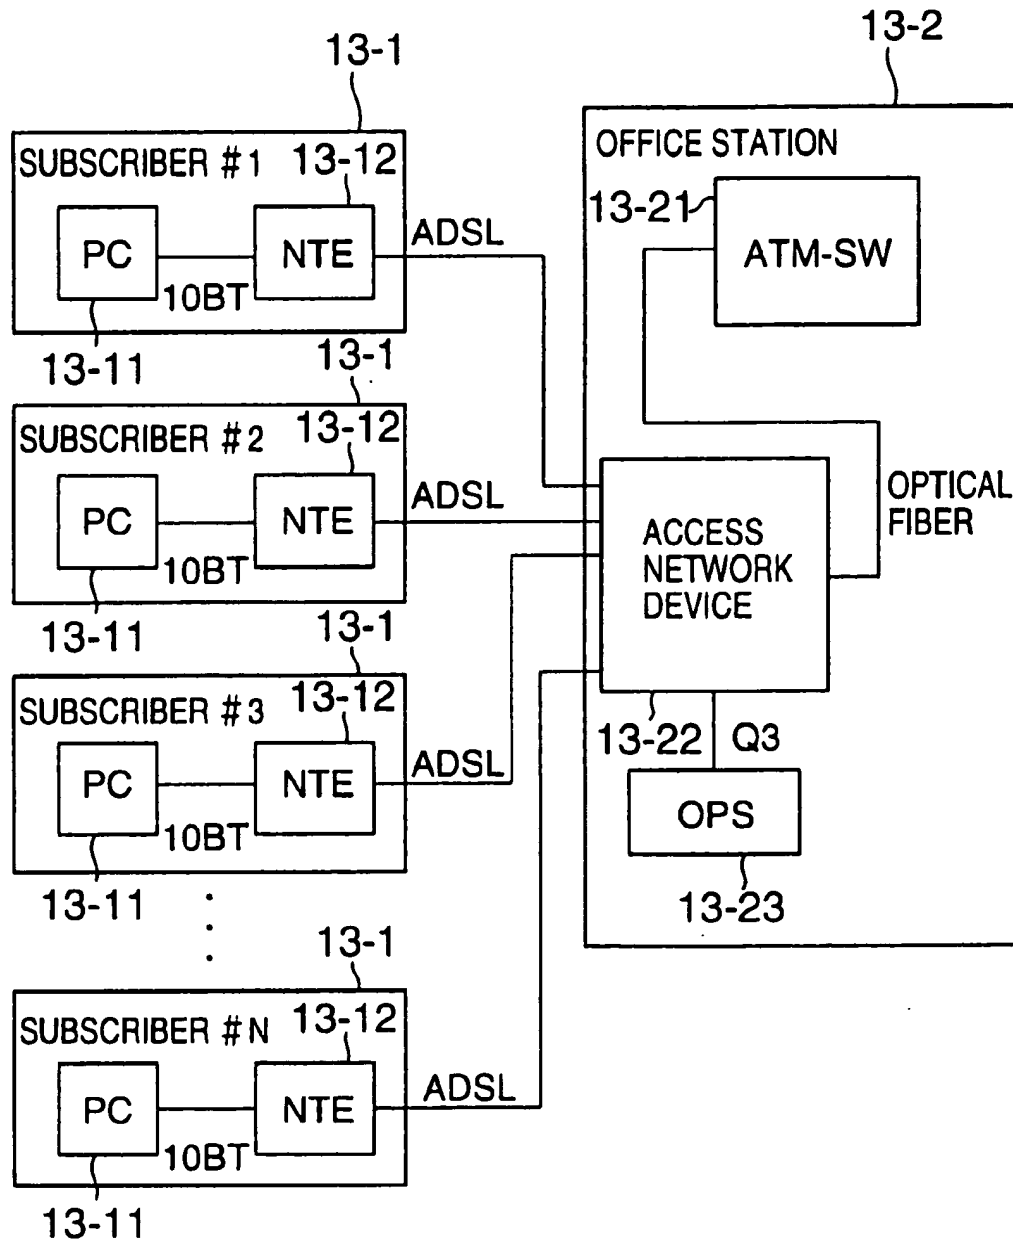 13-1
SUBSCRIBER #1
13-12
PC
NTE
10BT
ADSL
13-11
13-1
SUBSCRIBER #2
13-12
PC
NTE
10BT
ADSL
13-11
13-1
SUBSCRIBER #3
13-12
PC
NTE
10BT
ADSL
13-11
13-1
SUBSCRIBER #N
13-12
PC
NTE
10BT
ADSL
13-11
13-2
OFFICE STATION
13-21
ATM-SW
OPTICAL
FIBER
ACCESS
NETWORK
DEVICE
13-22
Q3
OPS
13-23